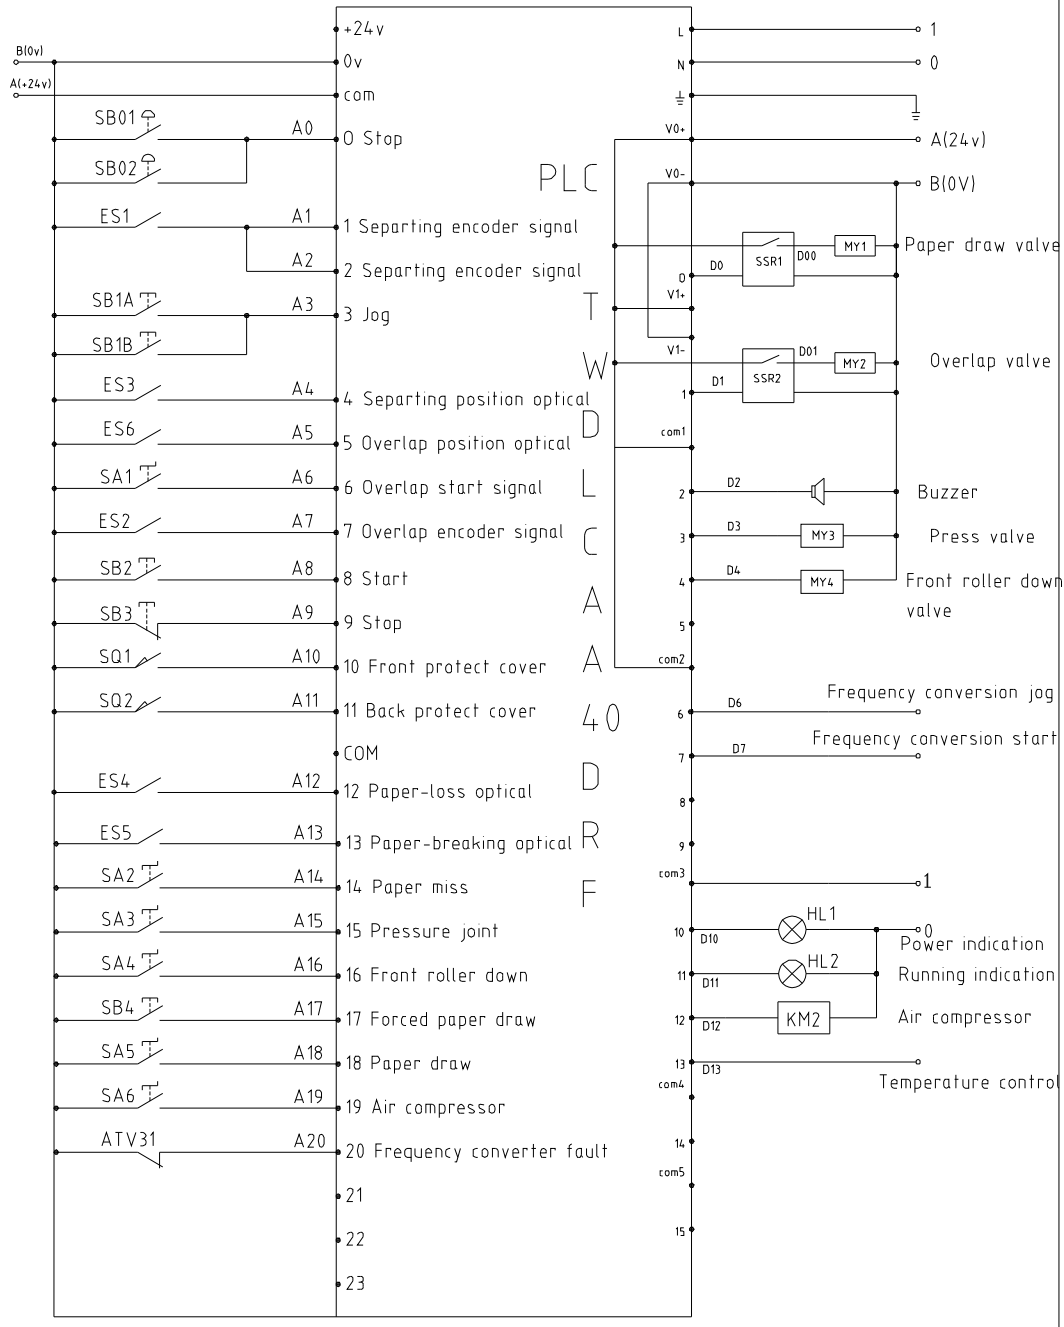 B(0v)
A(+24v)
SB01
A0
SB02
ES1
A1
A2
SB1A
A3
SB1B
ES3
A4
ES6
A5
SA1
A6
ES2
A7
SB2
A8
SB3
A9
SQ1
A10
SQ2
A11
ES4
A12
ES5
A13
SA2
A14
SA3
A15
SA4
A16
SB4
A17
SA5
A18
SA6
A19
ATV31
A20
+24v
0v
com
0 Stop
1 Separting encoder signal
2 Separting encoder signal
3 Jog
4 Separting position optical
5 Overlap position optical
6 Overlap start signal
7 Overlap encoder signal
8 Start
9 Stop
10 Front protect cover
11 Back protect cover
COM
12 Paper-loss optical
13 Paper-breaking optical
14 Paper miss
15 Pressure joint
16 Front roller down
17 Forced paper draw
18 Paper draw
19 Air compressor
20 Frequency converter fault
21
22
23
PLC
T
W
D
L
C
A
A
40
D
R
F
L
N
V0+
V0-
0
V1+
V1-
1
com1
2
3
4
5
com2
6
7
8
9
com3
10
11
12
13
com4
14
com5
15
1
0
A(24v)
B(0V)
D0
SSR1
D00
MY1
Paper draw valve
D1
SSR2
D01
MY2
Overlap valve
D2
Buzzer
D3
MY3
Press valve
D4
MY4
Front roller down
valve
D6
Frequency conversion jog
D7
Frequency conversion start
1
D10
HL1
0
Power indication
D11
HL2
Running indication
D12
KM2
Air compressor
D13
Temperature control